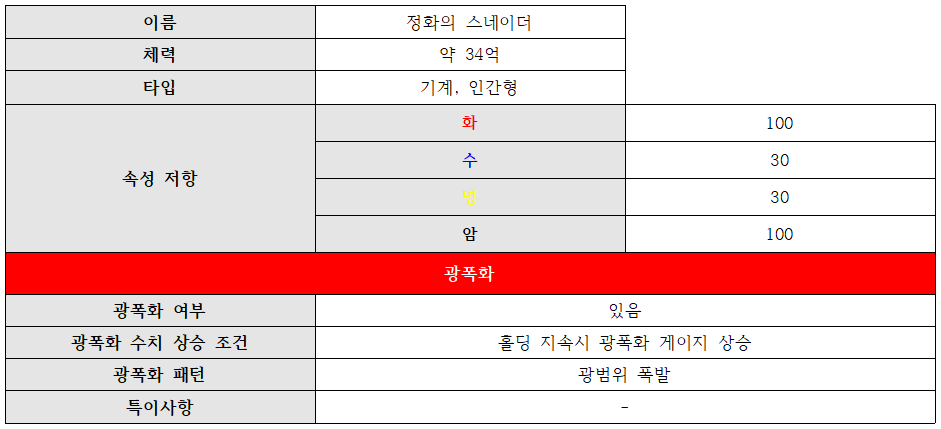 이름 정화의 스네이더
체력 약 34억
타입 기계, 인간형
속성 저항
화 100
수 30
명 30
암 100
광폭화
광폭화 여부 있음
광폭화 수치 상승 조건 홀딩 지속시 광폭화 게이지 상승
광폭화 패턴 광범위 폭발
특이사항 -